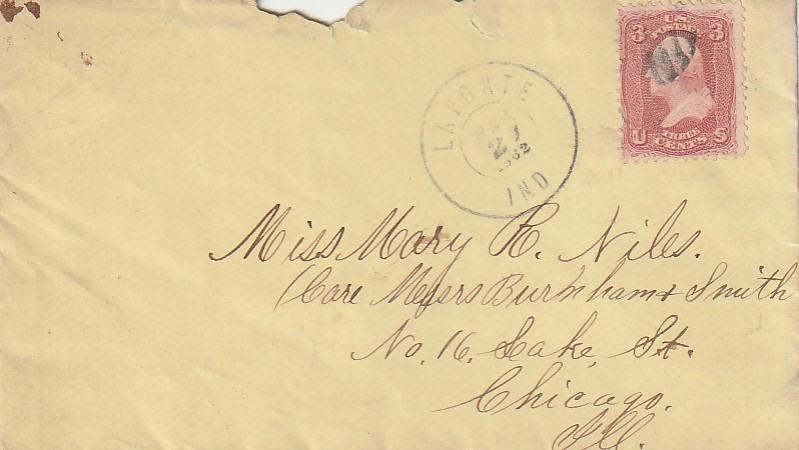 U.S.
POSTAGE
3 3
U S
THREE
CENTS
LAPORTE
21
1862
IND
Miss Mary R. Niles.
(Care Messrs Burnham & Smith
No. 16, Lake, St.
Chicago.
Ill.